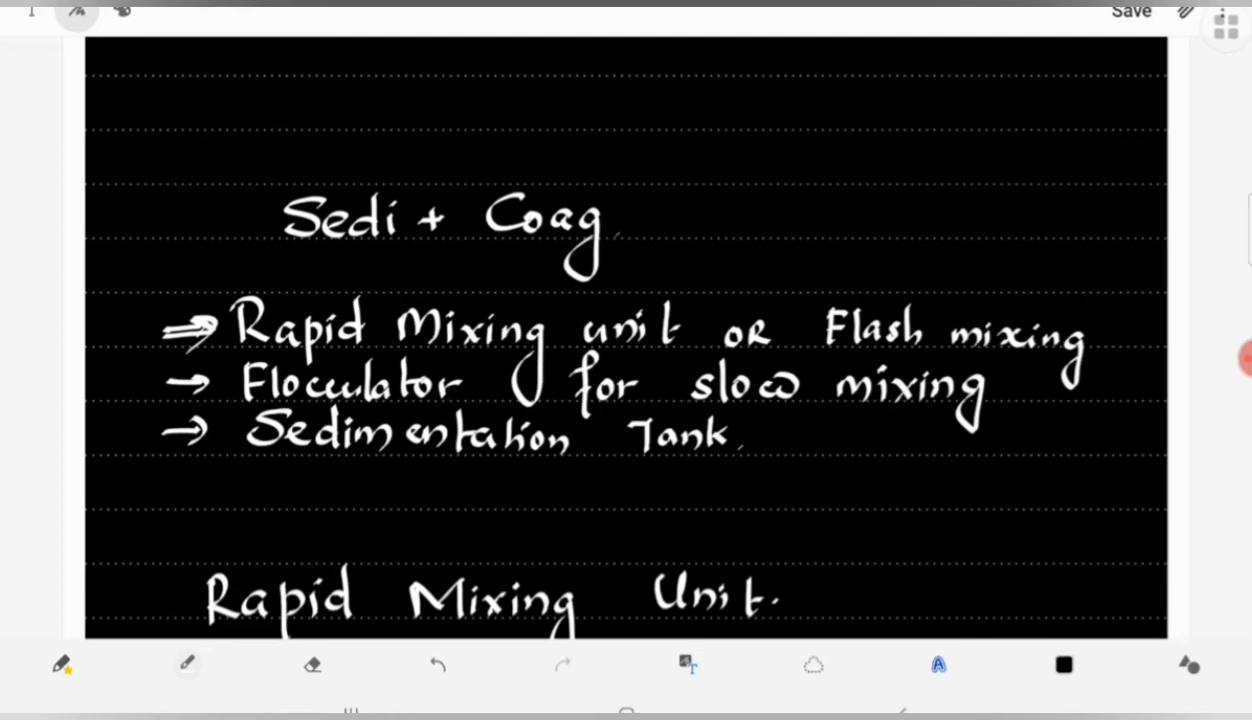 Save
Sedi + Coag
⇒ Rapid Mixing unit OR Flash mixing
→ Flocculator for slow mixing
→ Sedimentation Tank.
Rapid Mixing Unit.